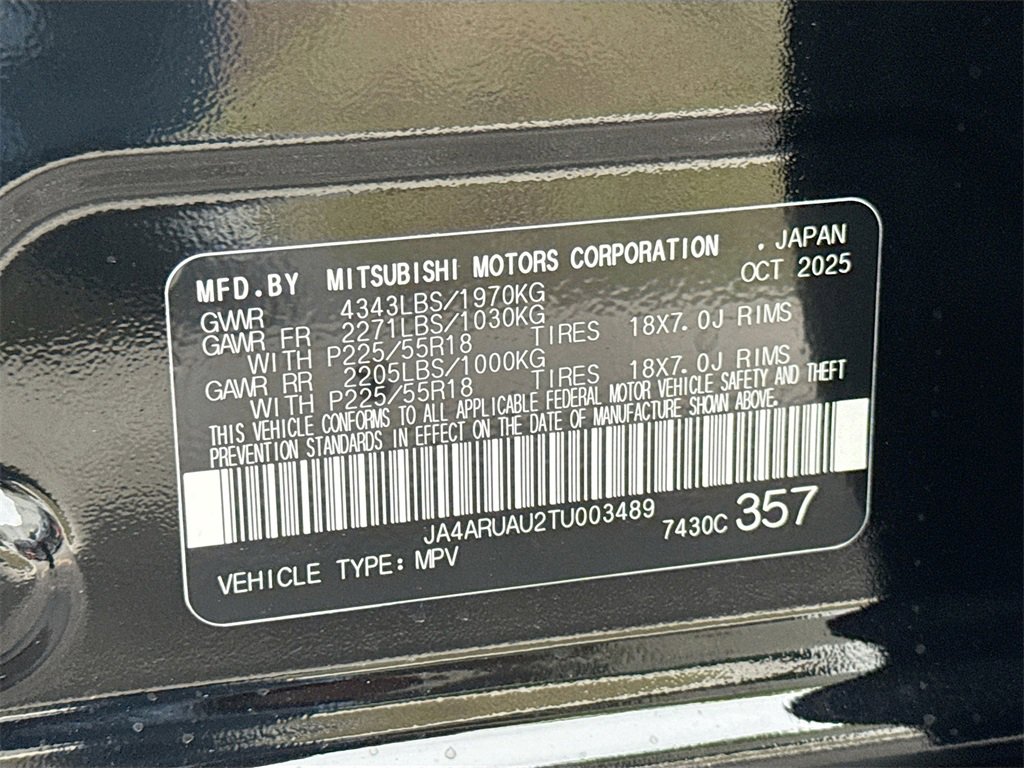 MFD.BY MITSUBISHI MOTORS CORPORATION . JAPAN
OCT 2025
GVWR 4343LBS/1970KG
GAWR FR 2271LBS/1030KG
WITH P225/55R18 TIRES 18X7.0J RIMS
GAWR RR 2205LBS/1000KG
WITH P225/55R18 TIRES 18X7.0J RIMS
THIS VEHICLE CONFORMS TO ALL APPLICABLE FEDERAL MOTOR VEHICLE SAFETY AND THEFT
PREVENTION STANDARDS IN EFFECT ON THE DATE OF MANUFACTURE SHOWN ABOVE.
JA4ARUAU2TU003489 7430C 357
VEHICLE TYPE: MPV